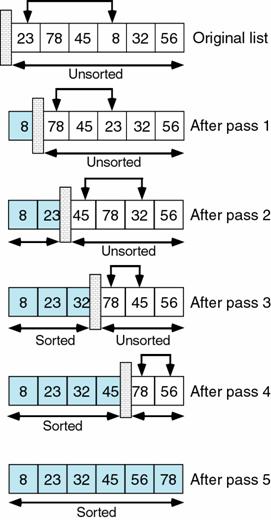 23 78 45 8 32 56 Original list
Unsorted
8 78 45 23 32 56 After pass 1
Unsorted
8 23 45 78 32 56 After pass 2
Unsorted
8 23 32 78 45 56 After pass 3
Sorted Unsorted
8 23 32 45 78 56 After pass 4
Sorted
8 23 32 45 56 78 After pass 5
Sorted